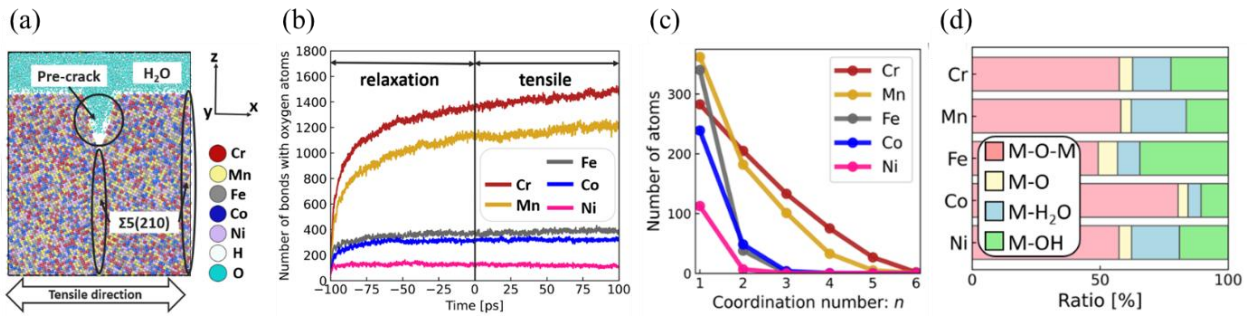 (a)
(b)
(c)
(d)
Pre-crack
H₂O
z
y
x
Σ5(210)
Tensile direction
Cr
Mn
Fe
Co
Ni
H
O
Number of bonds with oxygen atoms
1800
1600
1400
1200
1000
800
600
400
200
0
relaxation
tensile
Cr
Mn
Fe
Co
Ni
−100 −75 −50 −25 0 25 50 75 100
Time [ps]
Number of atoms
300
200
100
0
Cr
Mn
Fe
Co
Ni
1 2 3 4 5 6
Coordination number: n
Cr
Mn
Fe
Co
Ni
M-O-M
M-O
M-H₂O
M-OH
50 100
Ratio [%]